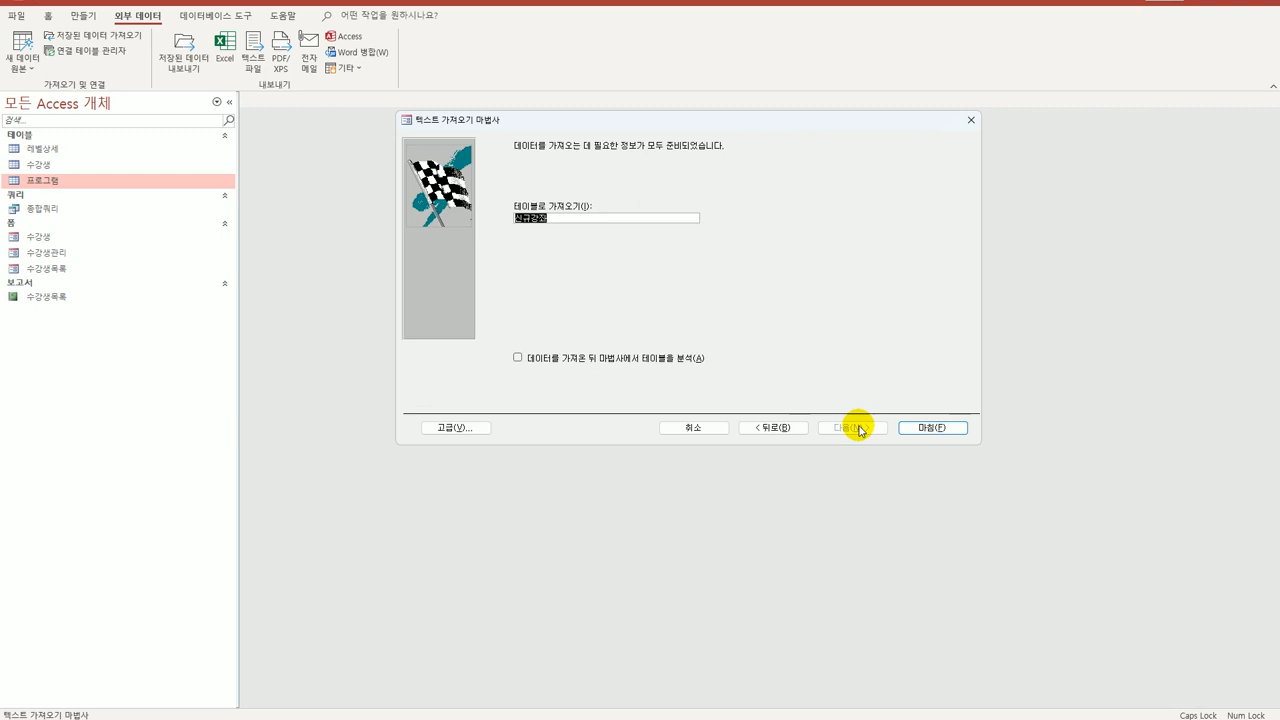 파일 홈 만들기 외부 데이터 데이터베이스 도구 도움말 어떤 작업을 원하시나요?
새 데이터 원본
저장된 데이터 가져오기
연결 테이블 관리자
가져오기 및 연결
저장된 데이터 내보내기
Excel
텍스트 파일
PDF/XPS
전자 메일
Access
Word 병합(W)
기타
내보내기
모든 Access 개체
검색...
테이블
레벨상세
수강생
프로그램
쿼리
종합쿼리
폼
수강생
수강생관리
수강생목록
보고서
수강생목록
텍스트 가져오기 마법사
데이터를 가져오는 데 필요한 정보가 모두 준비되었습니다.
테이블로 가져오기(I):
신규강좌
데이터를 가져온 뒤 마법사에서 테이블을 분석(A)
고급(V)... 취소 < 뒤로(B) 다음(N) > 마침(F)
텍스트 가져오기 마법사
Caps Lock Num Lock